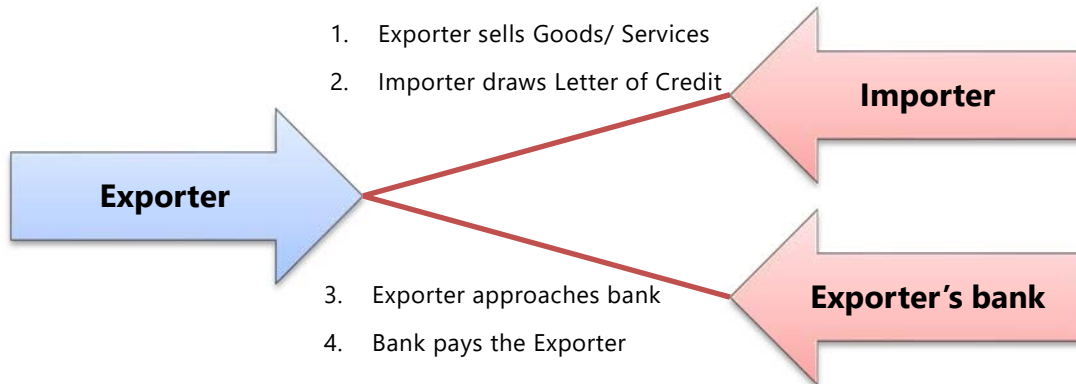 1. Exporter sells Goods/ Services
2. Importer draws Letter of Credit
Importer
Exporter
3. Exporter approaches bank
4. Bank pays the Exporter
Exporter’s bank